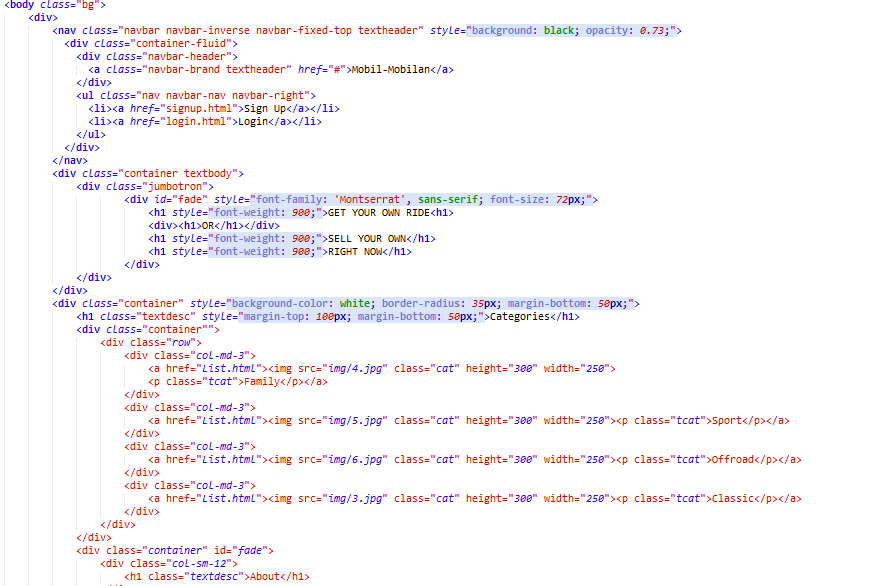 <body class="bg">
<div>
<nav class="navbar navbar-inverse navbar-fixed-top textheader" style="background: black; opacity: 0.73;">
<div class="container-fluid">
<div class="navbar-header">
<a class="navbar-brand textheader" href="#">Mobil-Mobilan</a>
</div>
<ul class="nav navbar-nav navbar-right">
<li><a href="signup.html">Sign Up</a></li>
<li><a href="login.html">Login</a></li>
</ul>
</div>
</nav>
<div class="container textbody">
<div class="jumbotron">
<div id="fade" style="font-family: 'Montserrat', sans-serif; font-size: 72px;">
<h1 style="font-weight: 900;">GET YOUR OWN RIDE<h1>
<div><h1>OR</h1></div>
<h1 style="font-weight: 900;">SELL YOUR OWN</h1>
<h1 style="font-weight: 900;">RIGHT NOW</h1>
</div>
</div>
</div>
<div class="container" style="background-color: white; border-radius: 35px; margin-bottom: 50px;">
<h1 class="textdesc" style="margin-top: 100px; margin-bottom: 50px;">Categories</h1>
<div class="container"">
<div class="row">
<div class="col-md-3">
<a href="List.html"><img src="img/4.jpg" class="cat" height="300" width="250">
<p class="tcat">Family</p></a>
</div>
<div class="col-md-3">
<a href="List.html"><img src="img/5.jpg" class="cat" height="300" width="250"><p class="tcat">Sport</p></a>
</div>
<div class="col-md-3">
<a href="List.html"><img src="img/6.jpg" class="cat" height="300" width="250"><p class="tcat">Offroad</p></a>
</div>
<div class="col-md-3">
<a href="List.html"><img src="img/3.jpg" class="cat" height="300" width="250"><p class="tcat">Classic</p></a>
</div>
</div>
</div>
<div class="container" id="fade">
<div class="col-sm-12">
<h1 class="textdesc">About</h1>